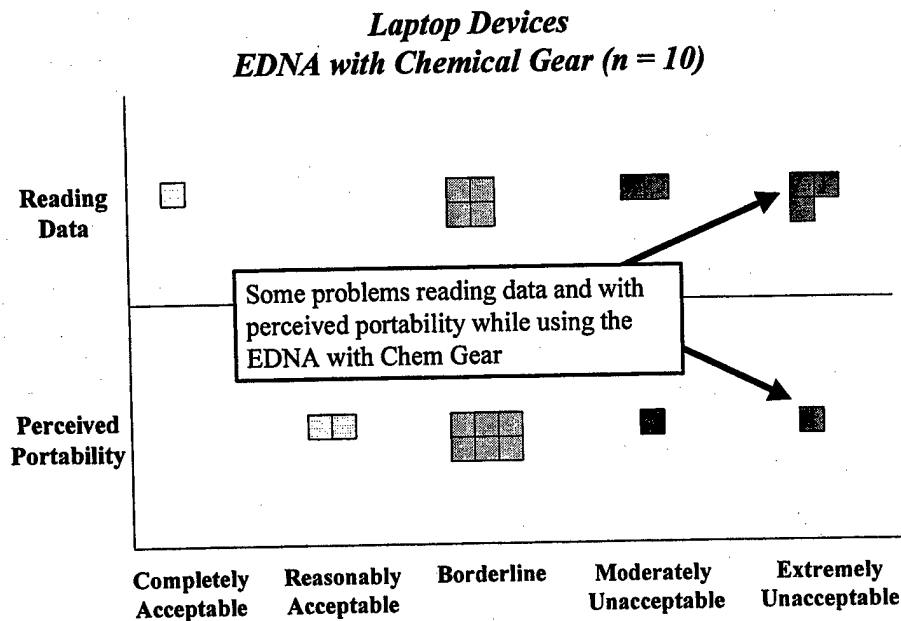 Laptop Devices
EDNA with Chemical Gear (n = 10)
Reading
Data
Some problems reading data and with
perceived portability while using the
EDNA with Chem Gear
Perceived
Portability
Completely
Acceptable
Reasonably
Acceptable
Borderline
Moderately
Unacceptable
Extremely
Unacceptable